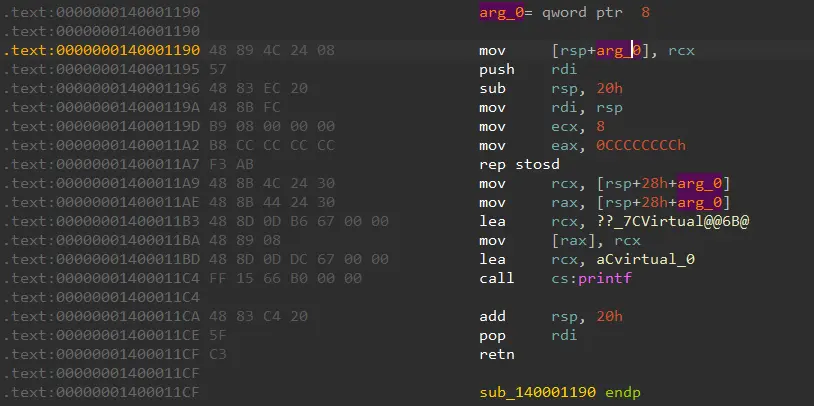 .text:0000000140001190 arg_0= qword ptr  8
.text:0000000140001190
.text:0000000140001190 48 89 4C 24 08 mov [rsp+arg_0], rcx
.text:0000000140001195 57 push rdi
.text:0000000140001196 48 83 EC 20 sub rsp, 20h
.text:000000014000119A 48 8B FC mov rdi, rsp
.text:000000014000119D B9 08 00 00 00 mov ecx, 8
.text:00000001400011A2 B8 CC CC CC CC mov eax, 0CCCCCCCCh
.text:00000001400011A7 F3 AB rep stosd
.text:00000001400011A9 48 8B 4C 24 30 mov rcx, [rsp+28h+arg_0]
.text:00000001400011AE 48 8B 44 24 30 mov rax, [rsp+28h+arg_0]
.text:00000001400011B3 48 8D 0D B6 67 00 00 lea rcx, ??_7CVirtual@@6B@
.text:00000001400011BA 48 89 08 mov [rax], rcx
.text:00000001400011BD 48 8D 0D DC 67 00 00 lea rcx, aCvirtual_0
.text:00000001400011C4 FF 15 66 B0 00 00 call cs:printf
.text:00000001400011C4
.text:00000001400011CA 48 83 C4 20 add rsp, 20h
.text:00000001400011CE 5F pop rdi
.text:00000001400011CF C3 retn
.text:00000001400011CF
.text:00000001400011CF sub_140001190 endp